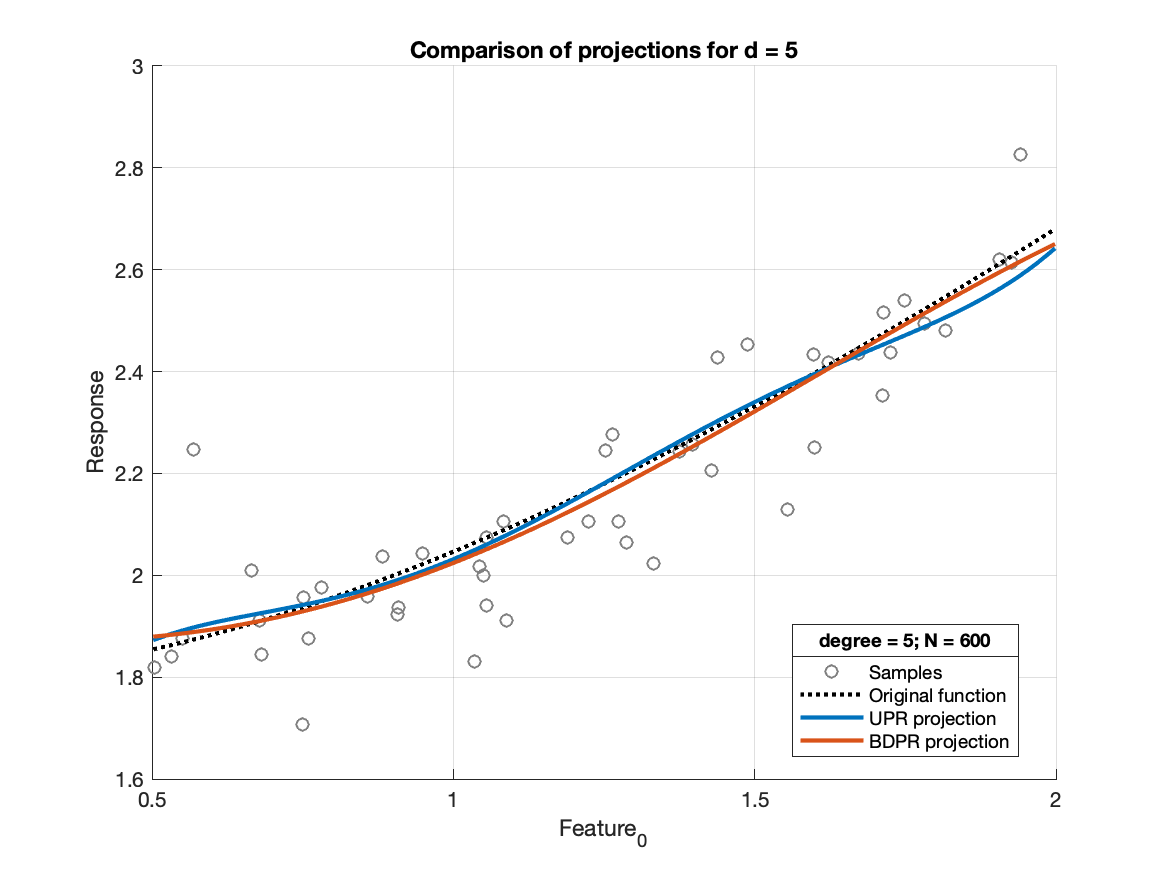 Comparison of projections for d = 5
3
2.8
2.6
2.4
2.2
2
1.8
1.6
Response
0.5
1
1.5
2
Feature0
degree = 5; N = 600
Samples
Original function
UPR projection
BDPR projection